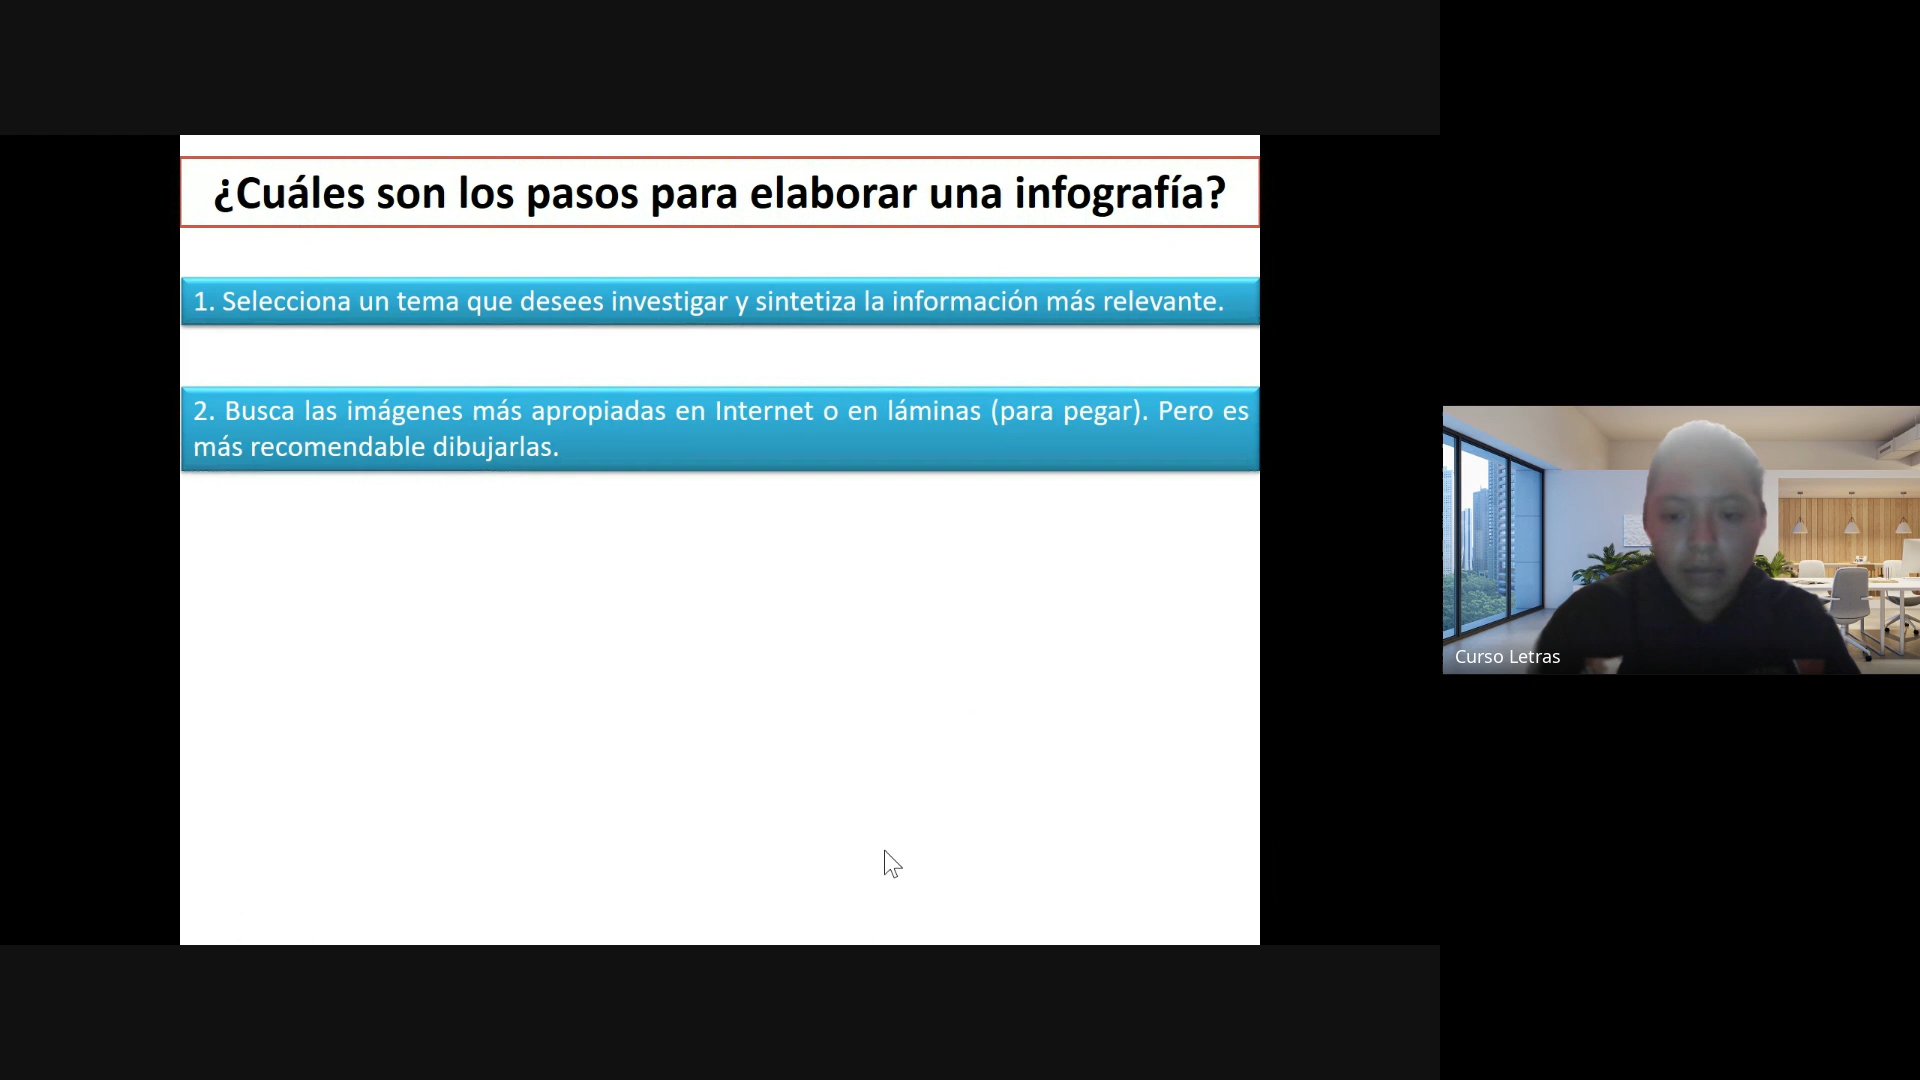 ¿Cuáles son los pasos para elaborar una infografía?
1. Selecciona un tema que desees investigar y sintetiza la información más relevante.
2. Busca las imágenes más apropiadas en Internet o en láminas (para pegar). Pero es
más recomendable dibujarlas.
Curso Letras